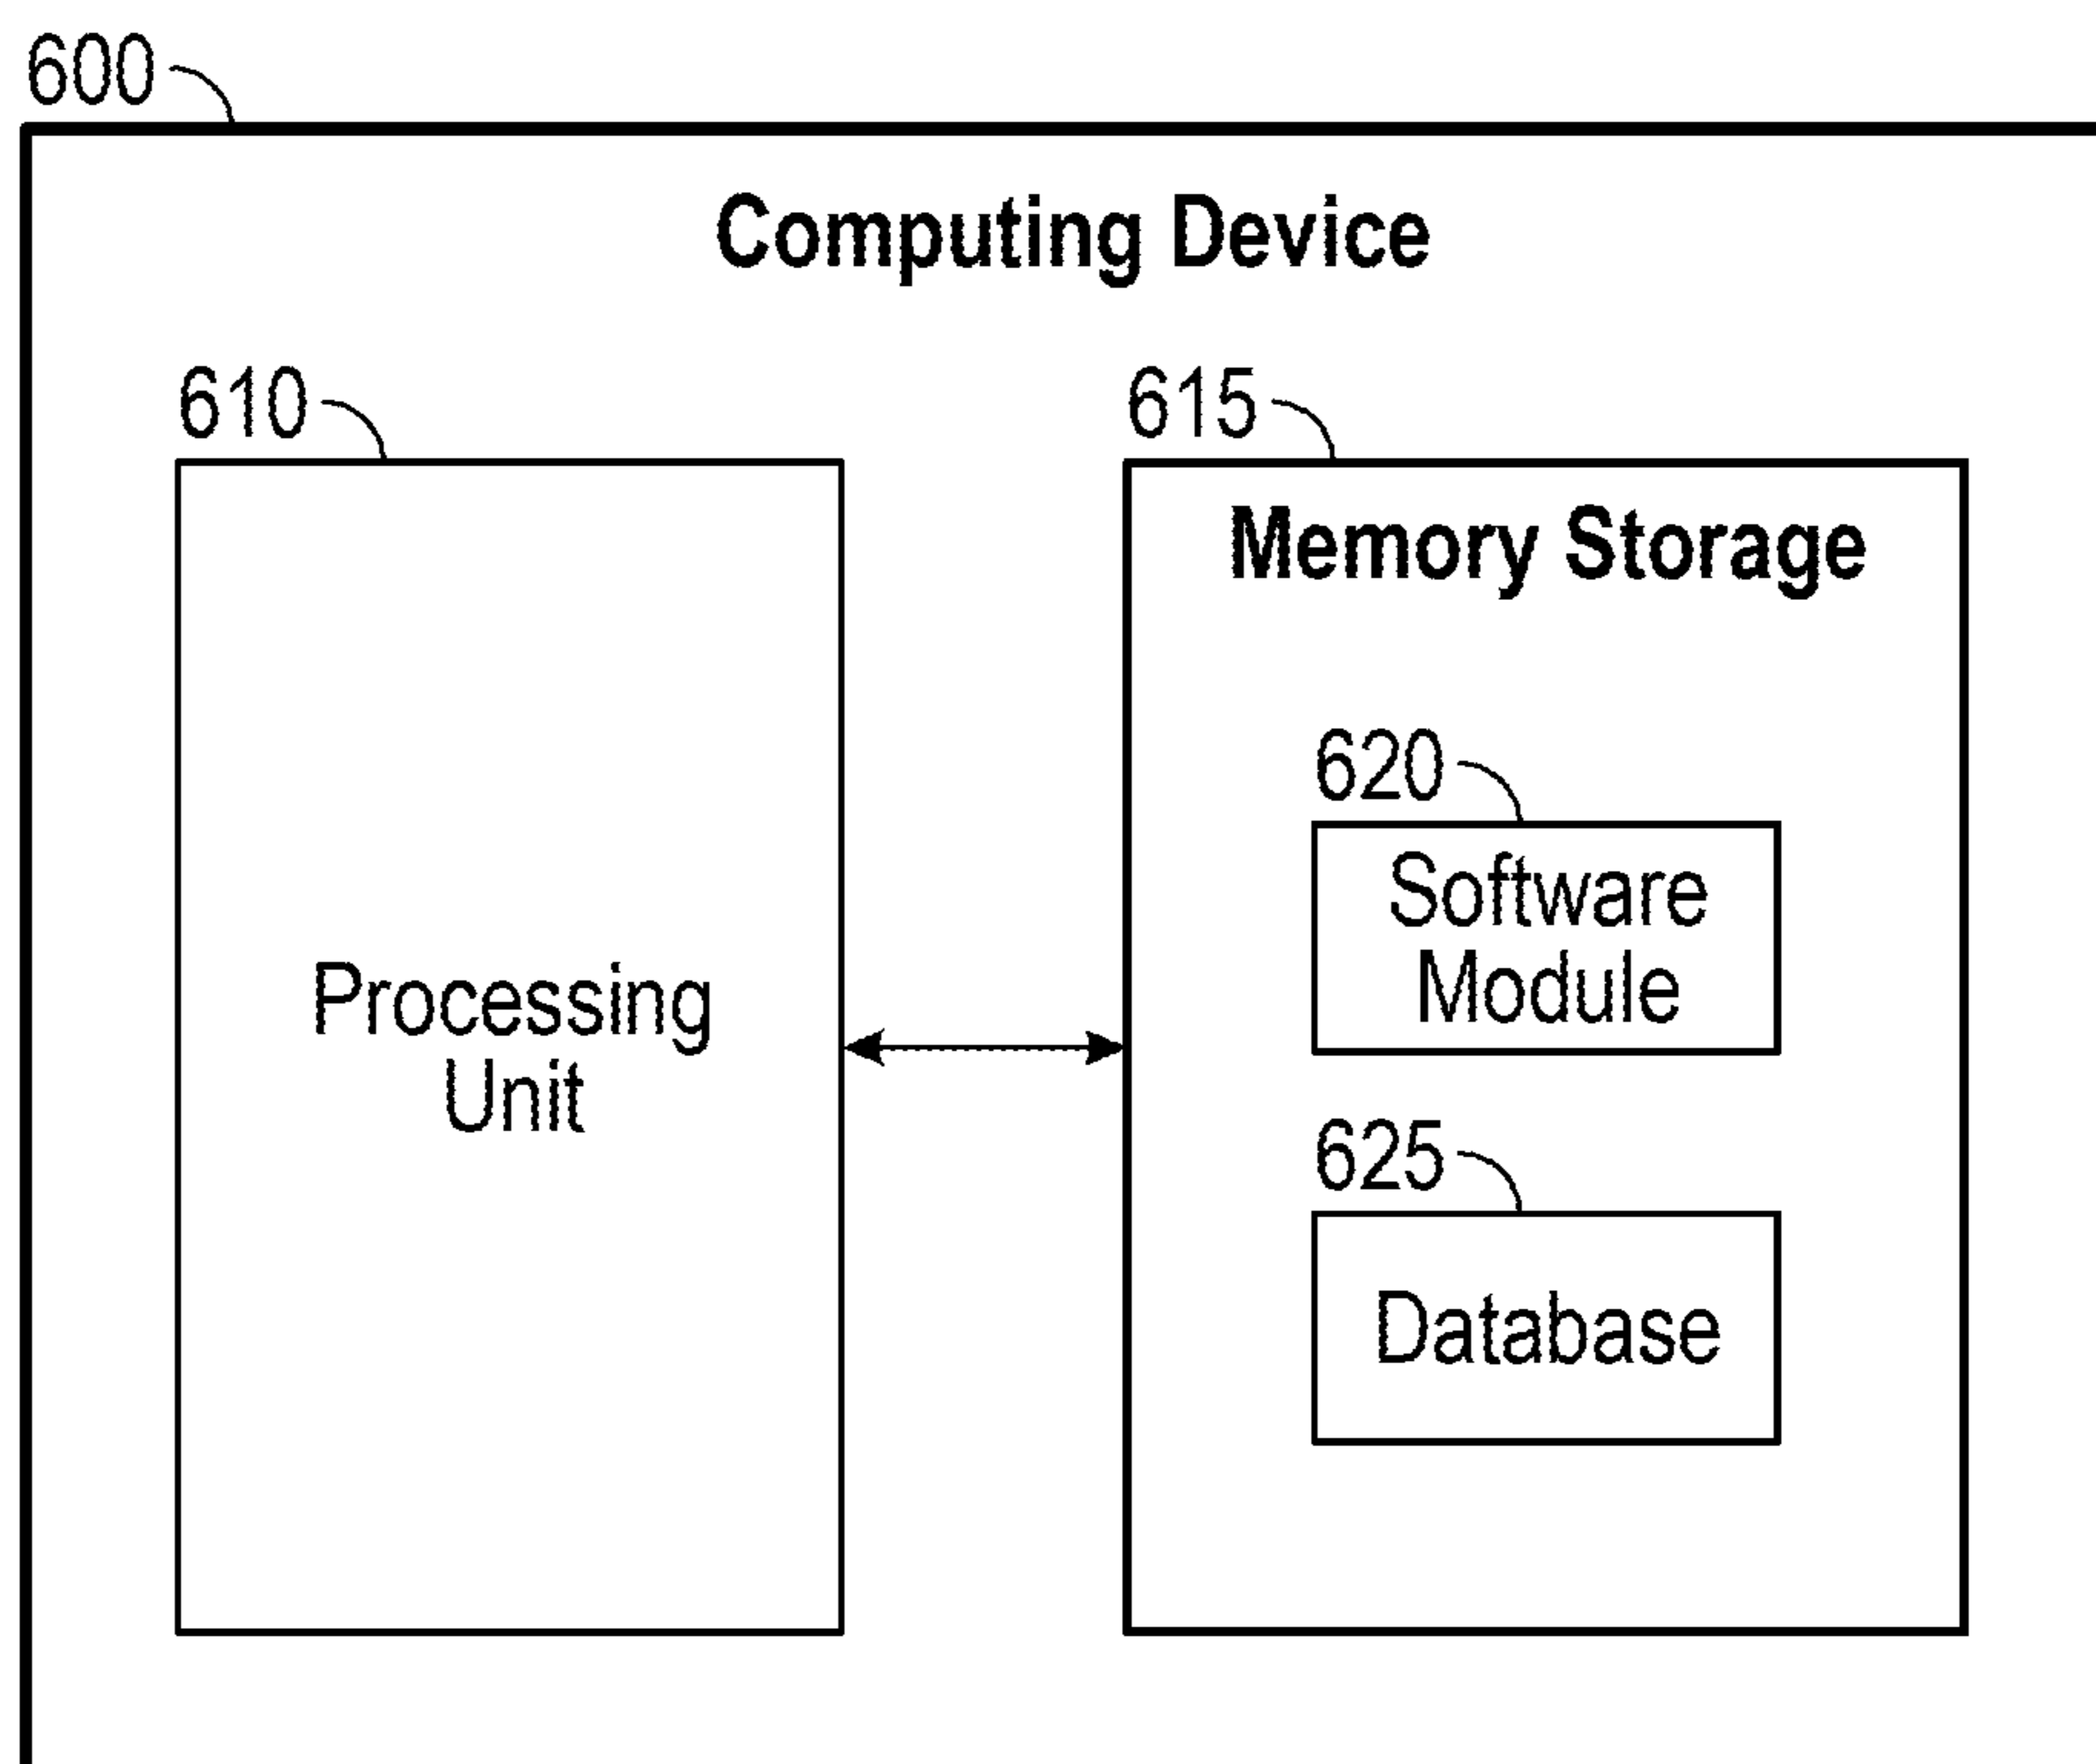 600
Computing Device
610
615
Memory Storage
620
Software
Module
Processing
Unit
625
Database